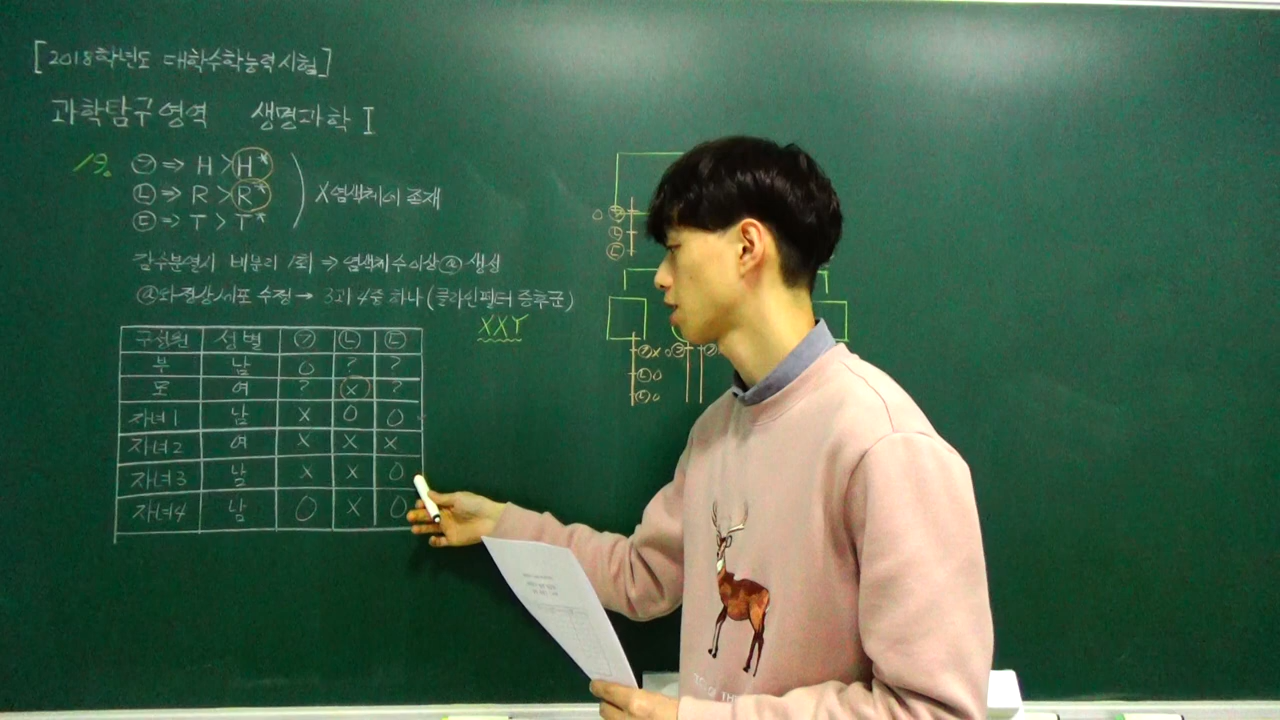 [2018학년도 대학수학능력시험]
과학탐구영역 생명과학 I
19. ㉠ ⇒ H > H*
㉡ ⇒ R > R*
㉢ ⇒ T > T*
X염색체에 존재
감수분열시 비분리 1회 ⇒ 염색체수이상 ⓐ 생성
ⓐ와 정상세포 수정 → 3과 4중 하나 (클라인펠터 증후군)
XXY
구성원 성별 ㉠ ㉡ ㉢
부 남 O ? ?
모 여 ? X ?
자녀1 남 X O O
자녀2 여 X X X
자녀3 남 X X O
자녀4 남 O X O
O ㉠
㉡
㉢
㉠X O㉠ ㉠
㉡O
㉢O